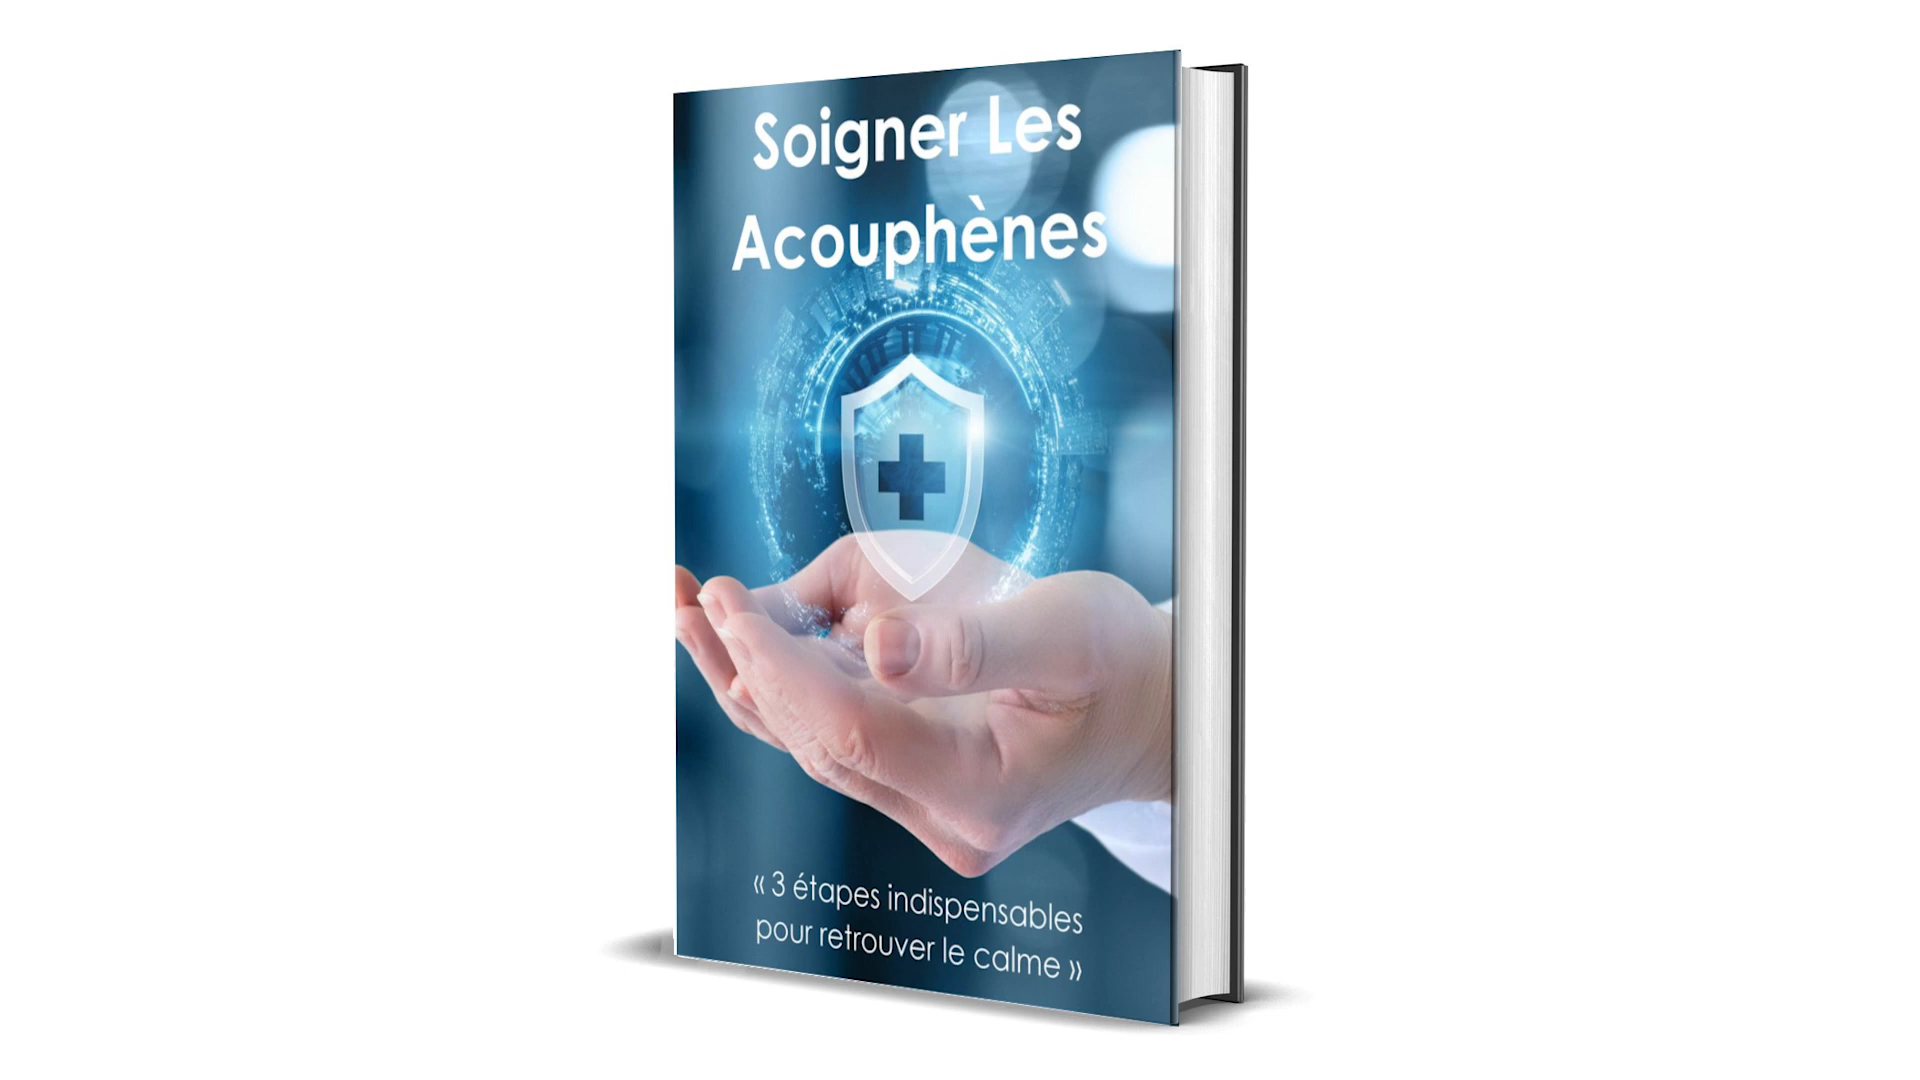 Soigner Les
Acouphènes
« 3 étapes indispensables
pour retrouver le calme »